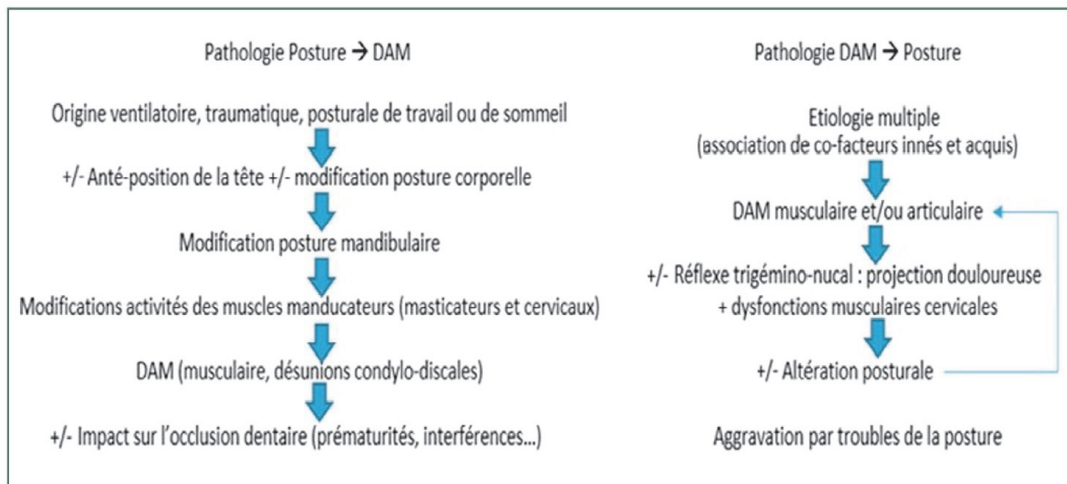 Pathologie Posture → DAM
Origine ventilatoire, traumatique, posturale de travail ou de sommeil
+/- Anté-position de la tête +/- modification posture corporelle
Modification posture mandibulaire
Modifications activités des muscles manducateurs (masticateurs et cervicaux)
DAM (musculaire, désunions condylo-discales)
+/- Impact sur l'occlusion dentaire (prématurités, interférences...)
Pathologie DAM → Posture
Etiologie multiple
(association de co-facteurs innés et acquis)
DAM musculaire et/ou articulaire
+/- Réflexe trigémino-nucal : projection douloureuse
+ dysfonctions musculaires cervicales
+/- Altération posturale
Aggravation par troubles de la posture